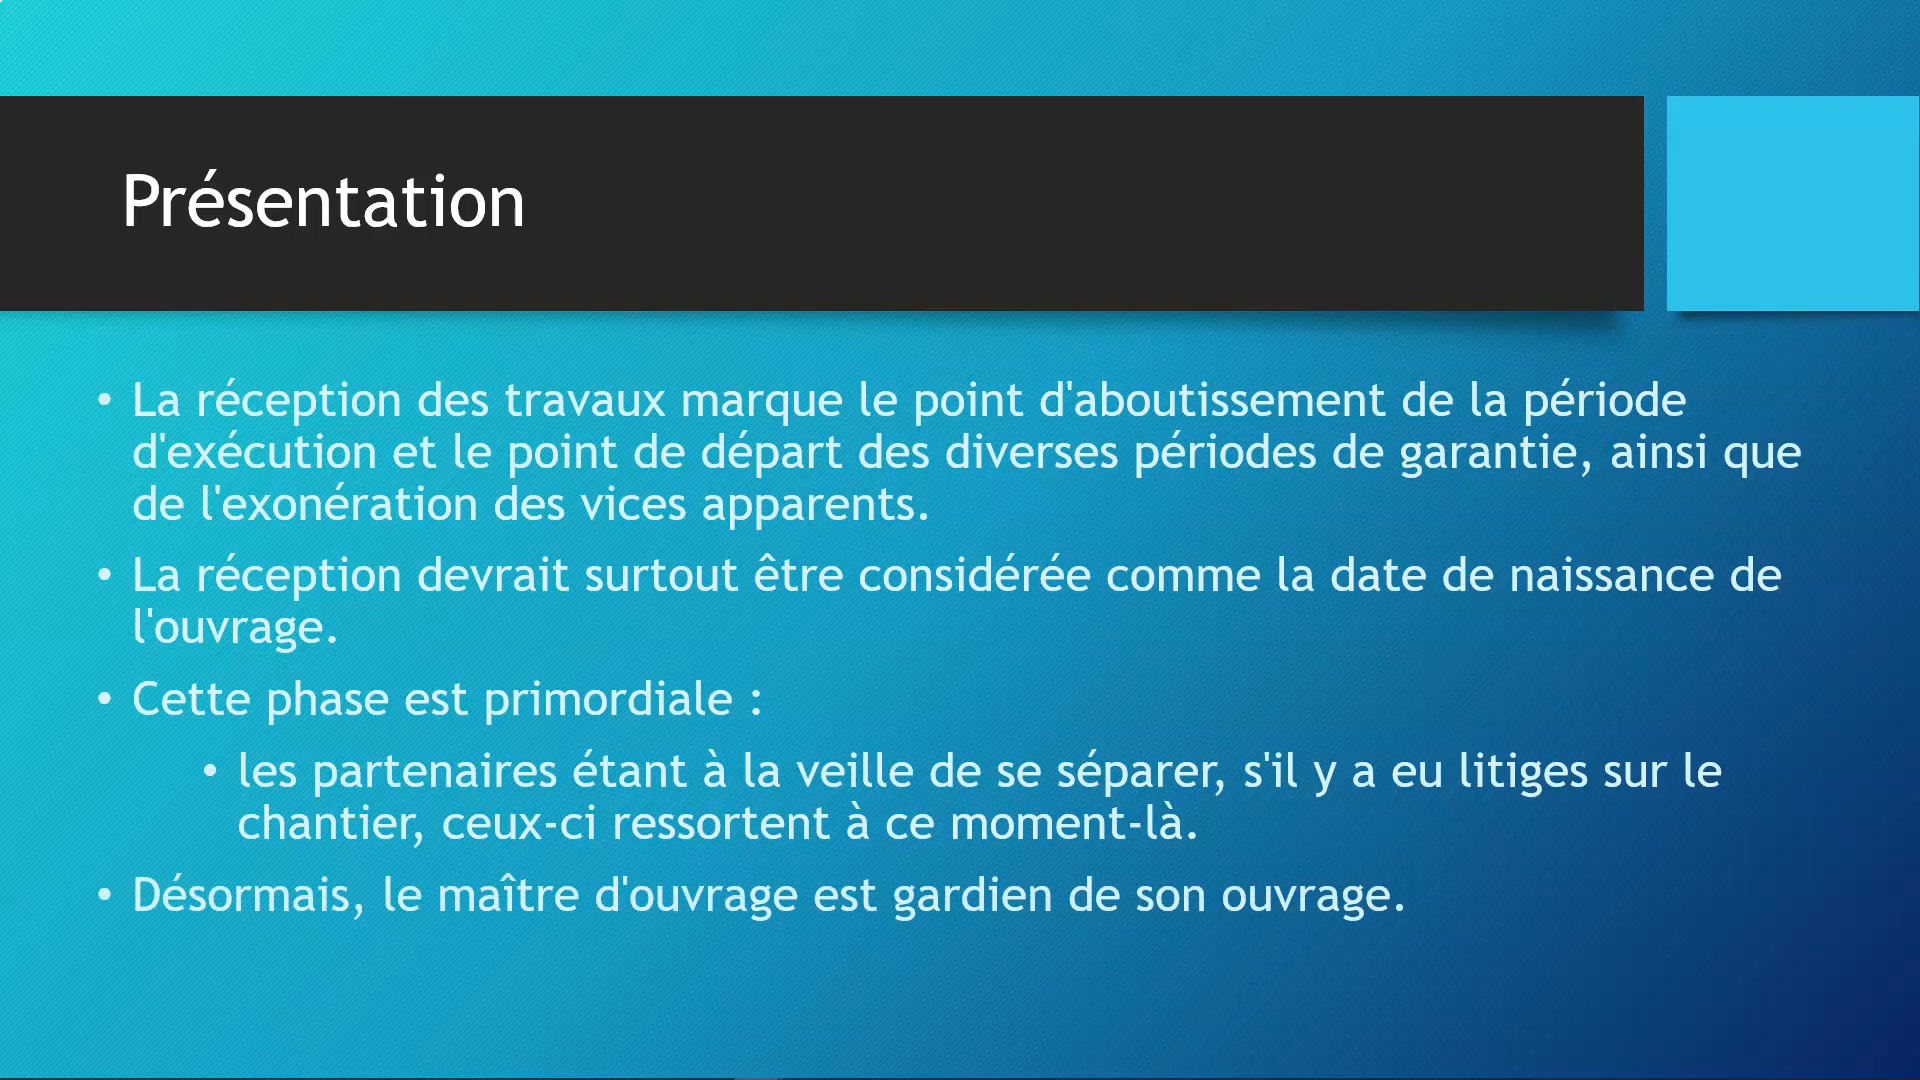 Présentation
• La réception des travaux marque le point d'aboutissement de la période
d'exécution et le point de départ des diverses périodes de garantie, ainsi que
de l'exonération des vices apparents.
• La réception devrait surtout être considérée comme la date de naissance de
l'ouvrage.
• Cette phase est primordiale :
• les partenaires étant à la veille de se séparer, s'il y a eu litiges sur le
chantier, ceux-ci ressortent à ce moment-là.
• Désormais, le maître d'ouvrage est gardien de son ouvrage.